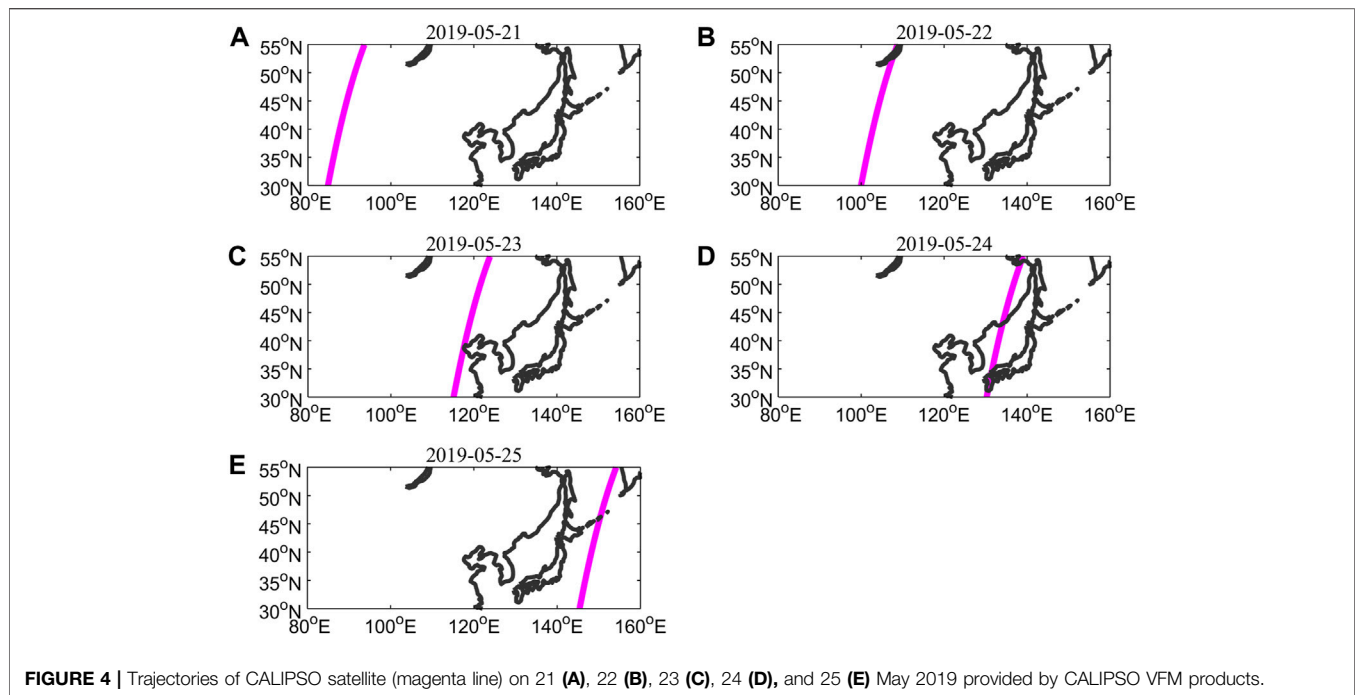 A
2019-05-21
55°N
50°N
45°N
40°N
35°N
30°N
80°E 100°E 120°E 140°E 160°E
B
2019-05-22
55°N
50°N
45°N
40°N
35°N
30°N
80°E 100°E 120°E 140°E 160°E
C
2019-05-23
55°N
50°N
45°N
40°N
35°N
30°N
80°E 100°E 120°E 140°E 160°E
D
2019-05-24
55°N
50°N
45°N
40°N
35°N
30°N
80°E 100°E 120°E 140°E 160°E
E
2019-05-25
55°N
50°N
45°N
40°N
35°N
30°N
80°E 100°E 120°E 140°E 160°E
FIGURE 4 | Trajectories of CALIPSO satellite (magenta line) on 21 (A), 22 (B), 23 (C), 24 (D), and 25 (E) May 2019 provided by CALIPSO VFM products.